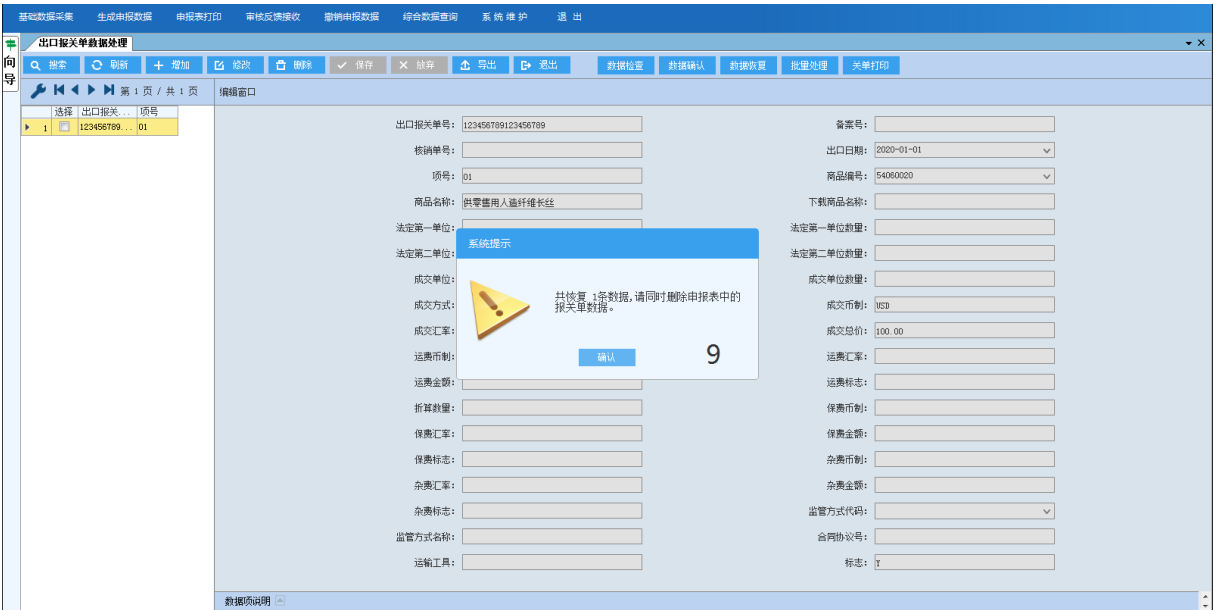 基础数据采集 生成申报数据 申报表打印 审核反馈接收 撤销申报数据 综合数据查询 系统维护 退出
向导
出口报关单数据处理
搜索 刷新 增加 修改 删除 保存 放弃 导出 退出 数据检查 数据确认 数据恢复 批量处理 关单打印
第1页/共1页 编辑窗口
选择 出口报关... 项号
1 123456789... 01
出口报关单号: 123456789123456789 备案号:
核销单号: 出口日期: 2020-01-01
项号: 01 商品编号: 54060020
商品名称: 供零售用人造纤维长丝 下载商品名称:
法定第一单位: 法定第一单位数量:
法定第二单位: 法定第二单位数量:
成交单位: 成交单位数量:
成交方式: 成交币制: USD
成交汇率: 成交总价: 100.00
运费币制: 运费汇率:
运费金额: 运费标志:
折算数量: 保费币制:
保费汇率: 保费金额:
保费标志: 杂费币制:
杂费汇率: 杂费金额:
杂费标志: 监管方式代码:
监管方式名称: 合同协议号:
运输工具: 标志: Y
系统提示
共恢复 1条数据,请同时删除申报表中的
报关单数据。
确认
9
数据项说明